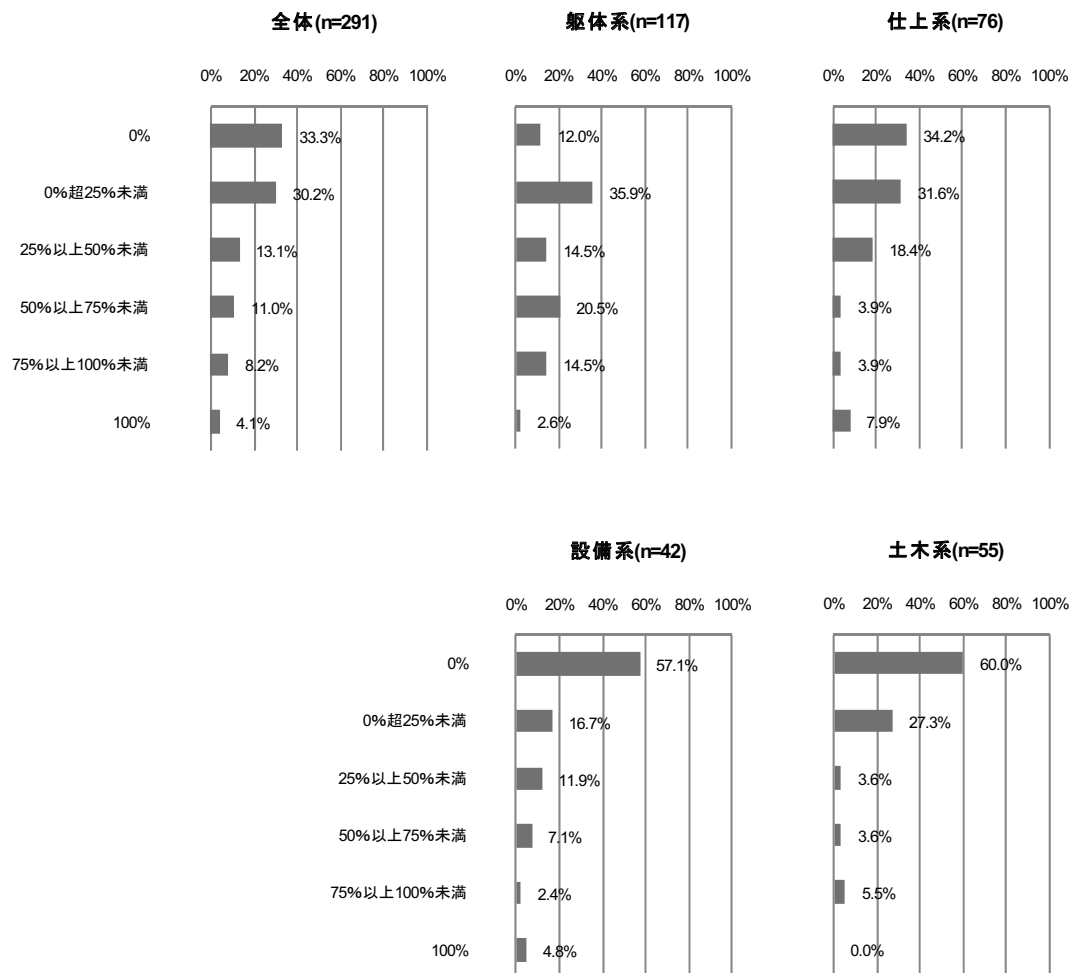 全体(n=291)
躯体系(n=117)
仕上系(n=76)
0% 20% 40% 60% 80% 100%
0% 20% 40% 60% 80% 100%
0% 20% 40% 60% 80% 100%
0% 33.3% 12.0% 34.2%
0%超25%未満 30.2% 35.9% 31.6%
25%以上50%未満 13.1% 14.5% 18.4%
50%以上75%未満 11.0% 20.5% 3.9%
75%以上100%未満 8.2% 14.5% 3.9%
100% 4.1% 2.6% 7.9%
設備系(n=42)
土木系(n=55)
0% 20% 40% 60% 80% 100%
0% 20% 40% 60% 80% 100%
0% 57.1% 60.0%
0%超25%未満 16.7% 27.3%
25%以上50%未満 11.9% 3.6%
50%以上75%未満 7.1% 3.6%
75%以上100%未満 2.4% 5.5%
100% 4.8% 0.0%